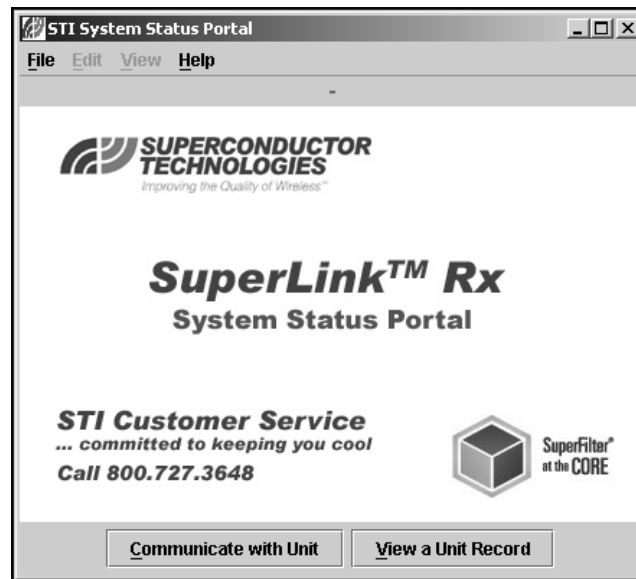 STI System Status Portal
File Edit View Help
-
SUPERCONDUCTOR
TECHNOLOGIES
Improving the Quality of Wireless™
SuperLink™ Rx
System Status Portal
STI Customer Service
... committed to keeping you cool
Call 800.727.3648
SuperFilter®
at the CORE
Communicate with Unit View a Unit Record